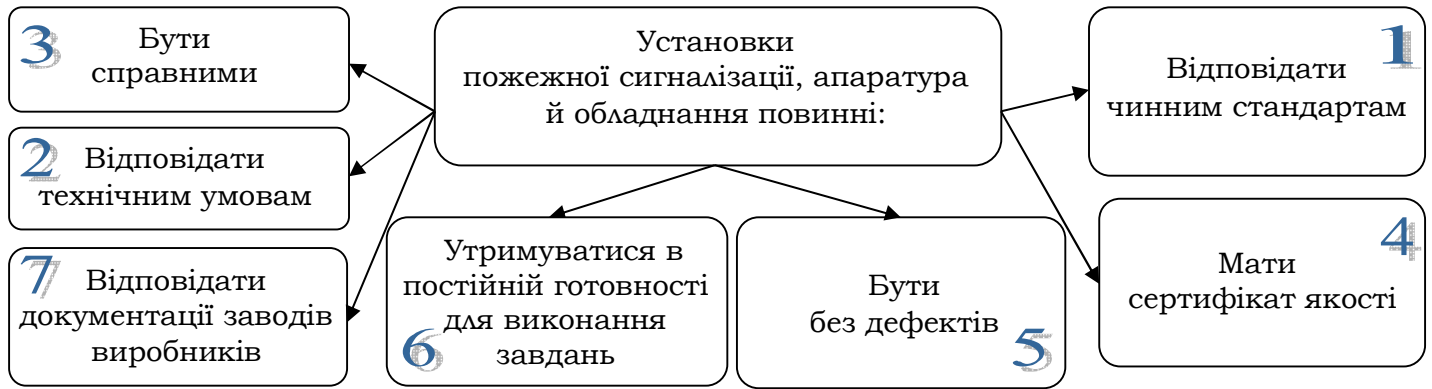 Установки
пожежної сигналізації, апаратура
й обладнання повинні:
3
Бути
справними
1
Відповідати
чинним стандартам
2
Відповідати
технічним умовам
7
Відповідати
документації заводів
виробників
Утримуватися в
постійній готовності
для виконання
завдань
6
Бути
без дефектів
5
4
Мати
сертифікат якості